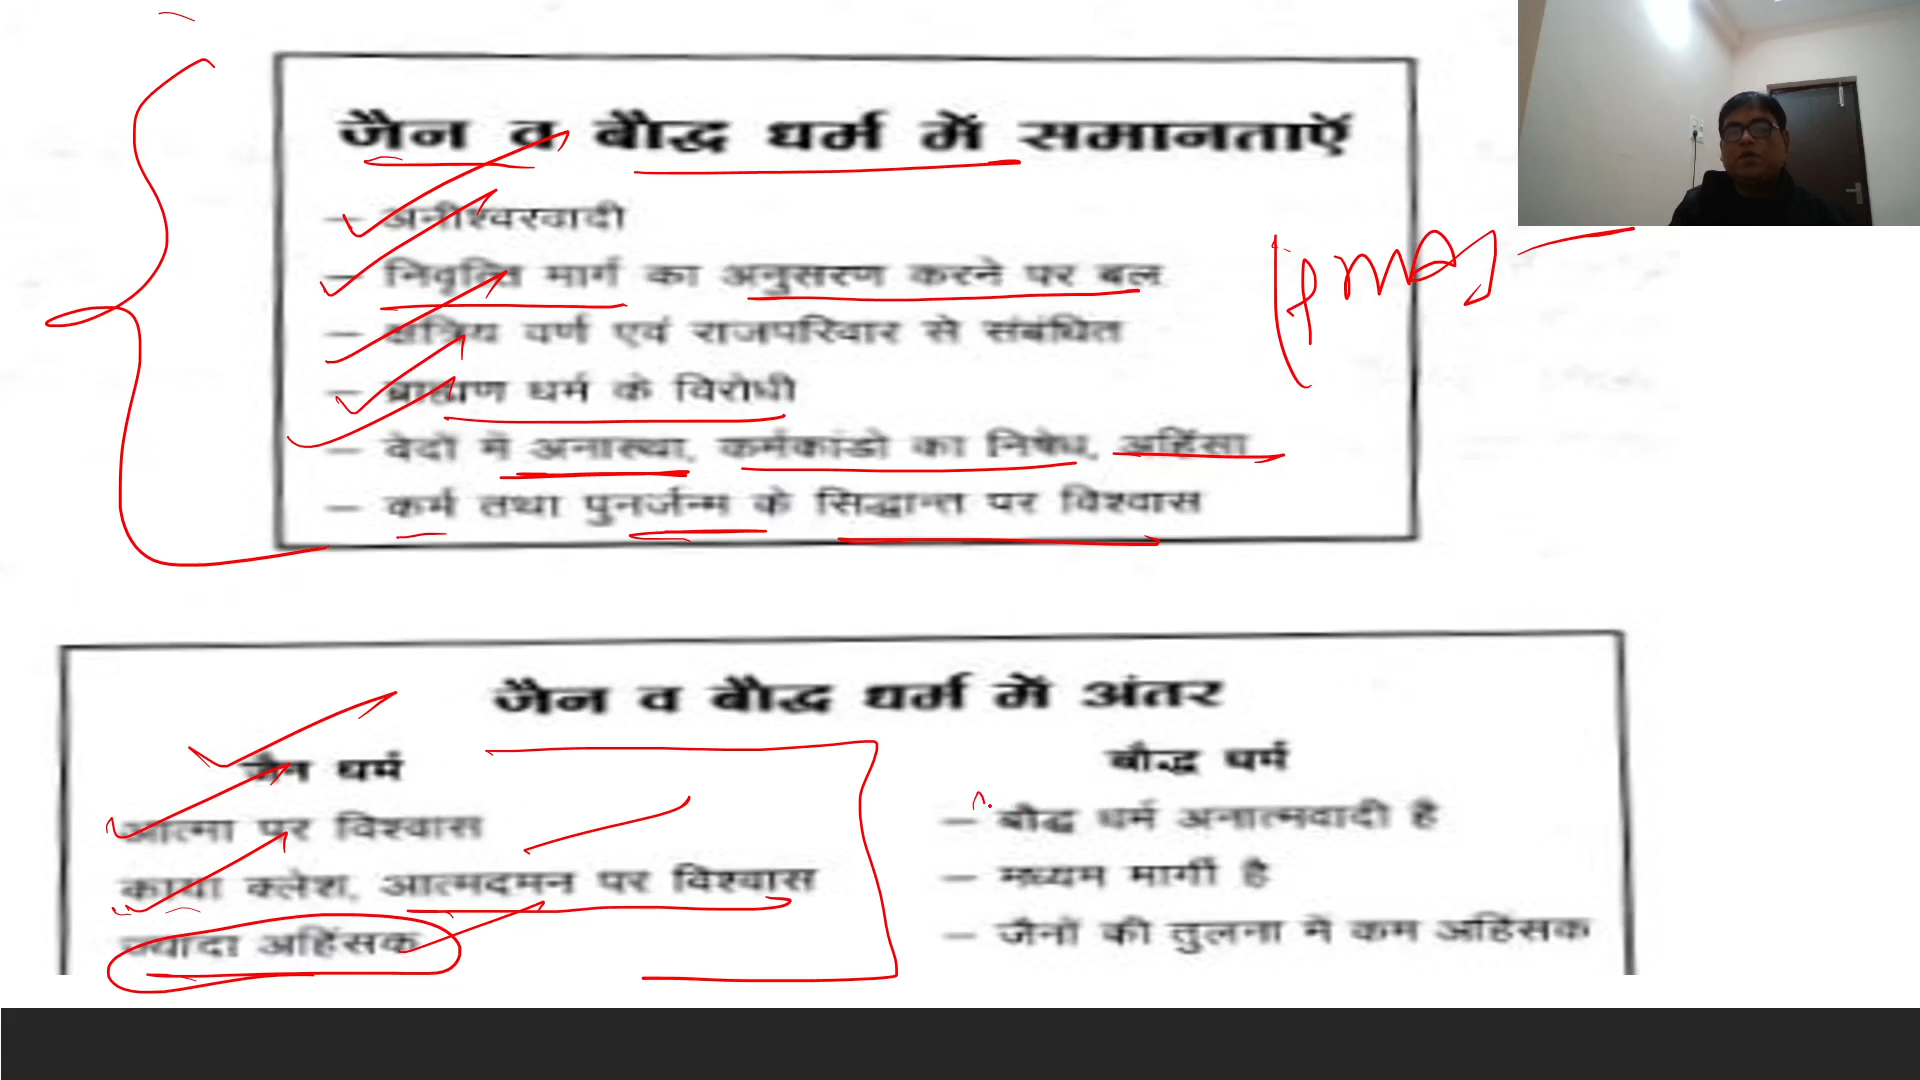 जैन व बौद्ध धर्म में समानताएँ
– अनीश्वरवादी
– निवृति मार्ग का अनुसरण करने पर बल
– क्षत्रिय वर्ण एवं राजपरिवार से संबंधित
– ब्राह्मण धर्म के विरोधी
– वेदों में अनास्था, कर्मकांडो का निषेध, अहिंसा
– कर्म तथा पुनर्जन्म के सिद्धान्त पर विश्वास
जैन व बौद्ध धर्म में अंतर
जैन धर्म
आत्मा पर विश्वास
काया क्लेश, आत्मदमन पर विश्वास
ज्यादा अहिंसक
बौद्ध धर्म
– बौद्ध धर्म अनात्मवादी है
– मध्यम मार्गी है
– जैनों की तुलना में कम अहिंसक